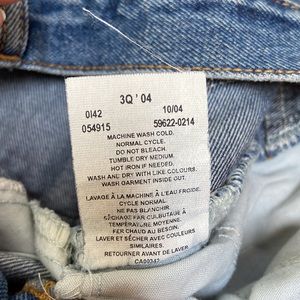 3Q ' 04
0I42 10/04
054915 59622-0214
MACHINE WASH COLD.
NORMAL CYCLE.
DO NOT BLEACH.
TUMBLE DRY MEDIUM.
HOT IRON IF NEEDED.
WASH AND DRY WITH LIKE COLOURS.
WASH GARMENT INSIDE OUT.
LAVAGE À LA MACHINE À L'EAU FROIDE.
CYCLE NORMAL.
NE PAS BLANCHIR.
SÉCHAGE PAR CULBUTAGE À
TEMPÉRATURE MOYENNE.
FER CHAUD AU BESOIN.
LAVER ET SÉCHER AVEC COULEURS
SIMILAIRES.
RETOURNER AVANT DE LAVER
CA00342